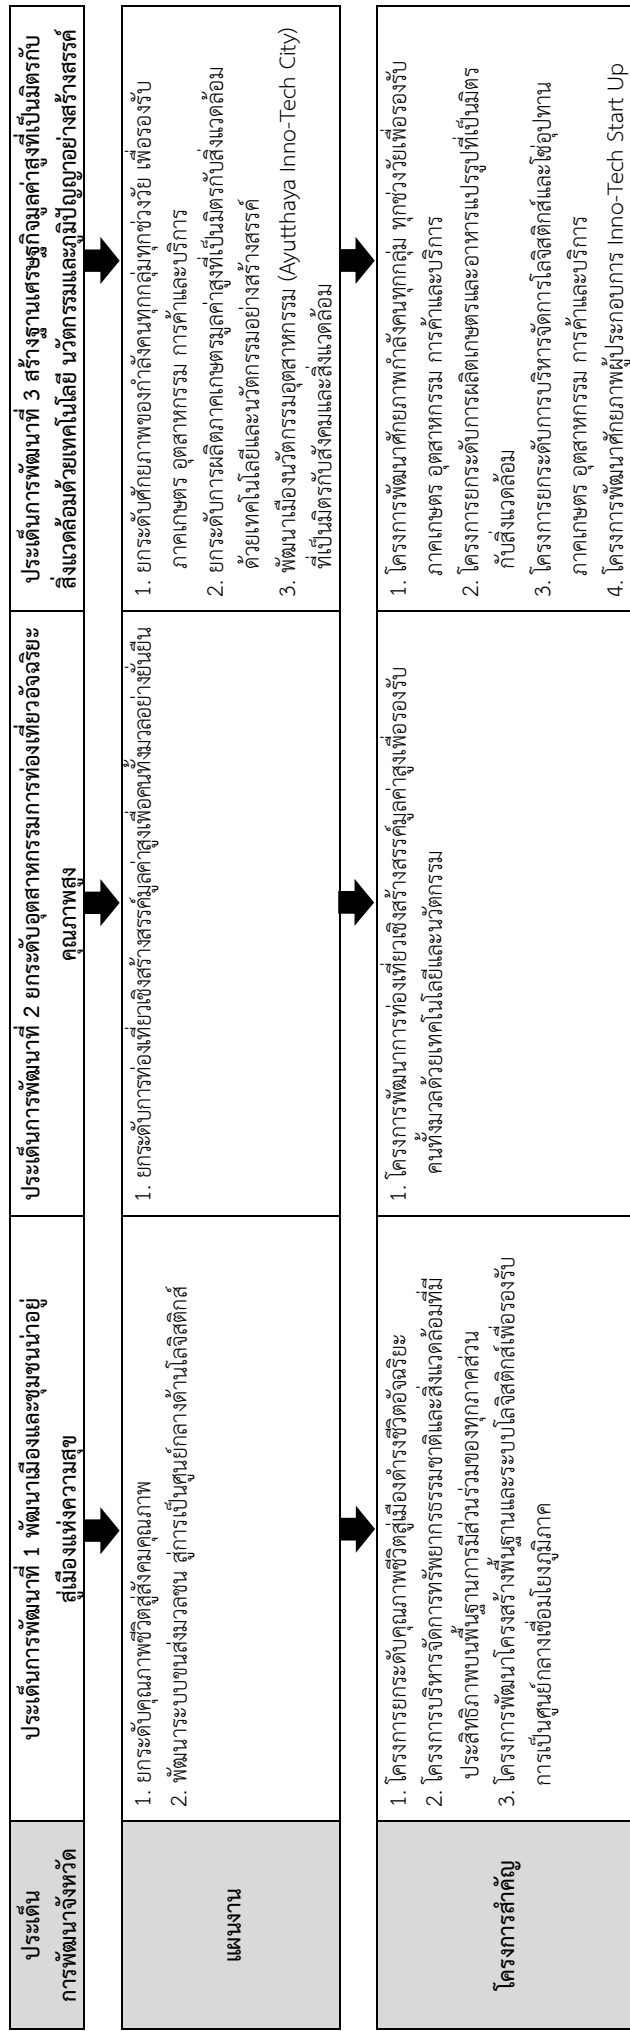 ประเด็น
การพัฒนาจังหวัด
ประเด็นการพัฒนาที่ 1 พัฒนาเมืองและชุมชนน่าอยู่
สู่เมืองแห่งความสุข
ประเด็นการพัฒนาที่ 2 ยกระดับอุตสาหกรรมการท่องเที่ยวอัจฉริยะ
คุณภาพสูง
ประเด็นการพัฒนาที่ 3 สร้างฐานเศรษฐกิจมูลค่าสูงที่เป็นมิตรกับ
สิ่งแวดล้อมด้วยเทคโนโลยี นวัตกรรมและภูมิปัญญาอย่างสร้างสรรค์
แผนงาน
1. ยกระดับคุณภาพชีวิตสู่สังคมคุณภาพ
2. พัฒนาระบบขนส่งมวลชน สู่การเป็นศูนย์กลางด้านโลจิสติกส์
1. ยกระดับการท่องเที่ยวเชิงสร้างสรรค์มูลค่าสูงเพื่อคนทั้งมวลอย่างยั่งยืน
1. ยกระดับศักยภาพของกำลังคนทุกกลุ่มทุกช่วงวัย เพื่อรองรับ
ภาคเกษตร อุตสาหกรรม การค้าและบริการ
2. ยกระดับการผลิตภาคเกษตรมูลค่าสูงที่เป็นมิตรกับสิ่งแวดล้อม
ด้วยเทคโนโลยีและนวัตกรรมอย่างสร้างสรรค์
3. พัฒนาเมืองนวัตกรรมอุตสาหกรรม (Ayutthaya Inno-Tech City)
ที่เป็นมิตรกับสังคมและสิ่งแวดล้อม
โครงการสำคัญ
1. โครงการยกระดับคุณภาพชีวิตสู่เมืองดำรงชีวิตอัจฉริยะ
2. โครงการบริหารจัดการทรัพยากรธรรมชาติและสิ่งแวดล้อมที่มี
ประสิทธิภาพบนพื้นฐานการมีส่วนร่วมของทุกภาคส่วน
3. โครงการพัฒนาโครงสร้างพื้นฐานและระบบโลจิสติกส์เพื่อรองรับ
การเป็นศูนย์กลางเชื่อมโยงภูมิภาค
1. โครงการพัฒนาการท่องเที่ยวเชิงสร้างสรรค์มูลค่าสูงเพื่อรองรับ
คนทั้งมวลด้วยเทคโนโลยีและนวัตกรรม
1. โครงการพัฒนาศักยภาพกำลังคนทุกกลุ่ม ทุกช่วงวัยเพื่อรองรับ
ภาคเกษตร อุตสาหกรรม การค้าและบริการ
2. โครงการยกระดับการผลิตเกษตรและอาหารแปรรูปที่เป็นมิตร
กับสิ่งแวดล้อม
3. โครงการยกระดับการบริหารจัดการโลจิสติกส์และโซ่อุปทาน
ภาคเกษตร อุตสาหกรรม การค้าและบริการ
4. โครงการพัฒนาศักยภาพผู้ประกอบการ Inno-Tech Start Up